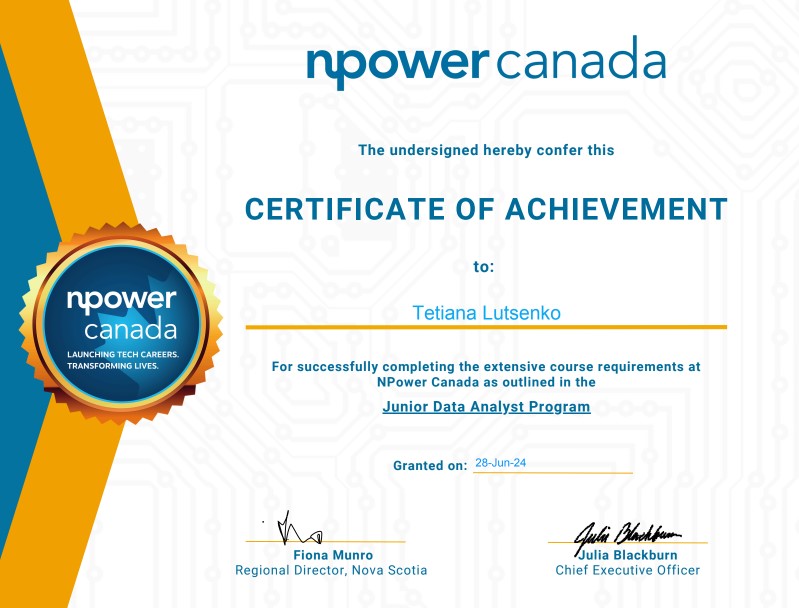 npower canada
The undersigned hereby confer this
CERTIFICATE OF ACHIEVEMENT
to:
Tetiana Lutsenko
npower
canada
LAUNCHING TECH CAREERS.
TRANSFORMING LIVES.
For successfully completing the extensive course requirements at
NPower Canada as outlined in the
Junior Data Analyst Program
Granted on: 28-Jun-24
Julie Blackburn
Fiona Munro
Regional Director, Nova Scotia
Julia Blackburn
Chief Executive Officer